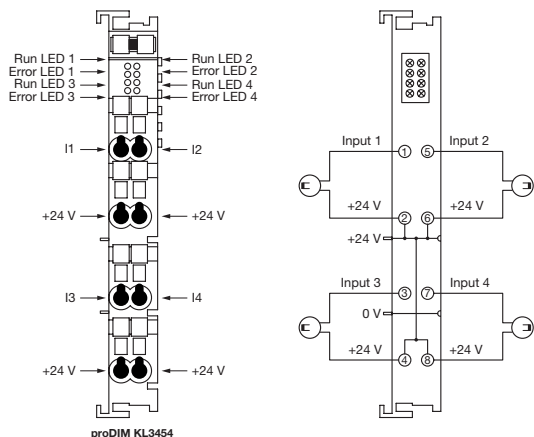 Run LED 1
Error LED 1
Run LED 3
Error LED 3
Run LED 2
Error LED 2
Run LED 4
Error LED 4
I1
I2
+24 V
+24 V
I3
I4
+24 V
+24 V
proDIM KL3454
Input 1
1
5
Input 2
+24 V
2
6
+24 V
+24 V
Input 3
3
7
Input 4
0 V
+24 V
4
8
+24 V